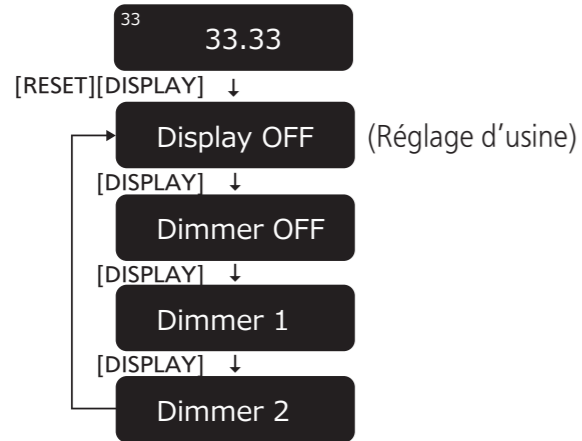 33
33.33
[RESET][DISPLAY] ↓
Display OFF (Réglage d’usine)
[DISPLAY] ↓
Dimmer OFF
[DISPLAY] ↓
Dimmer 1
[DISPLAY] ↓
Dimmer 2